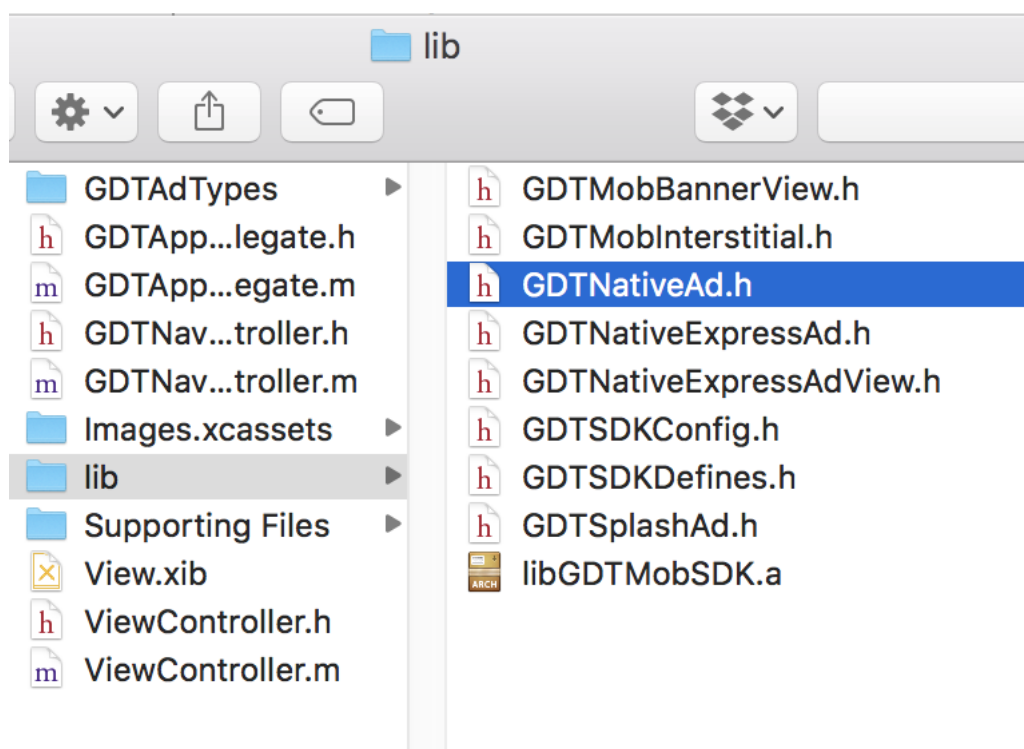 lib
GDTAdTypes
GDTApp...legate.h
GDTApp...egate.m
GDTNav...troller.h
GDTNav...troller.m
Images.xcassets
lib
Supporting Files
View.xib
ViewController.h
ViewController.m
GDTMobBannerView.h
GDTMobInterstitial.h
GDTNativeAd.h
GDTNativeExpressAd.h
GDTNativeExpressAdView.h
GDTSDKConfig.h
GDTSDKDefines.h
GDTSplashAd.h
libGDTMobSDK.a